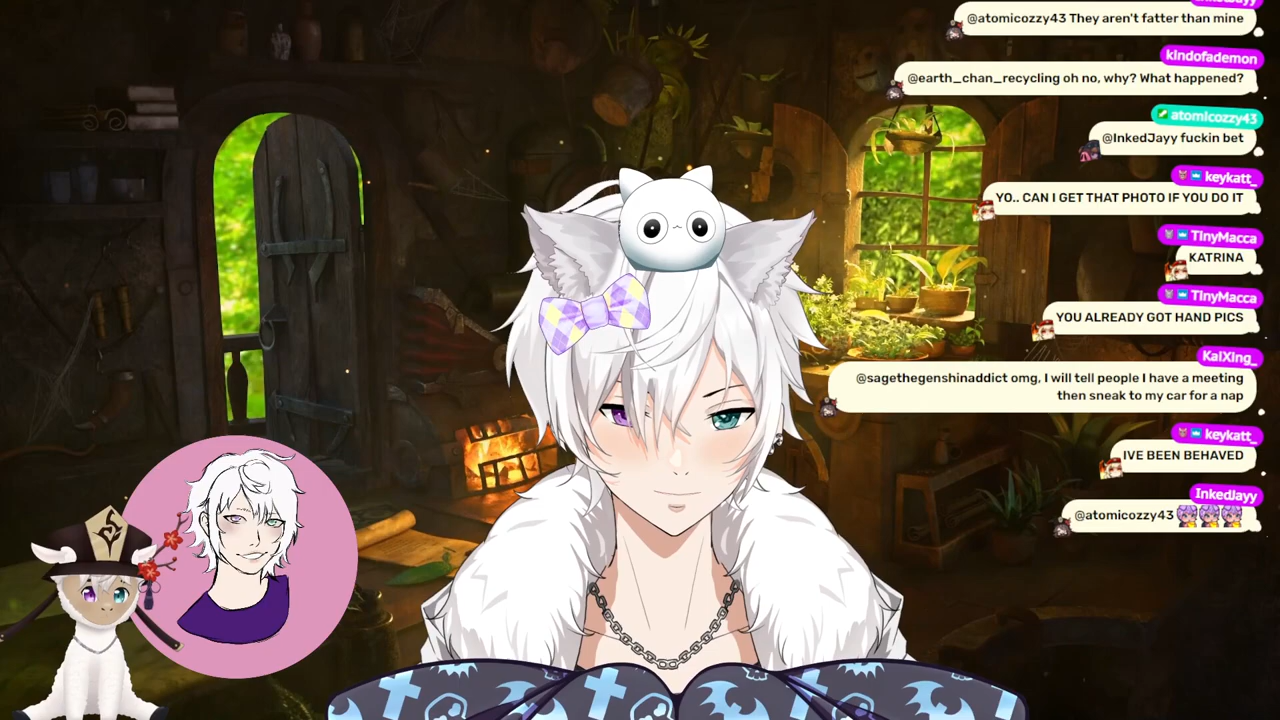 @atomicozzy43 They aren't fatter than mine
kindofademon
@earth_chan_recycling oh no, why? What happened?
atomicozzy43
@InkedJayy fuckin bet
keykatt_
YO.. CAN I GET THAT PHOTO IF YOU DO IT
TInyMacca
KATRINA
TInyMacca
YOU ALREADY GOT HAND PICS
KaIXIng_
@sagethegenshinaddict omg, I will tell people I have a meeting
then sneak to my car for a nap
keykatt_
IVE BEEN BEHAVED
InkedJayy
@atomicozzy43